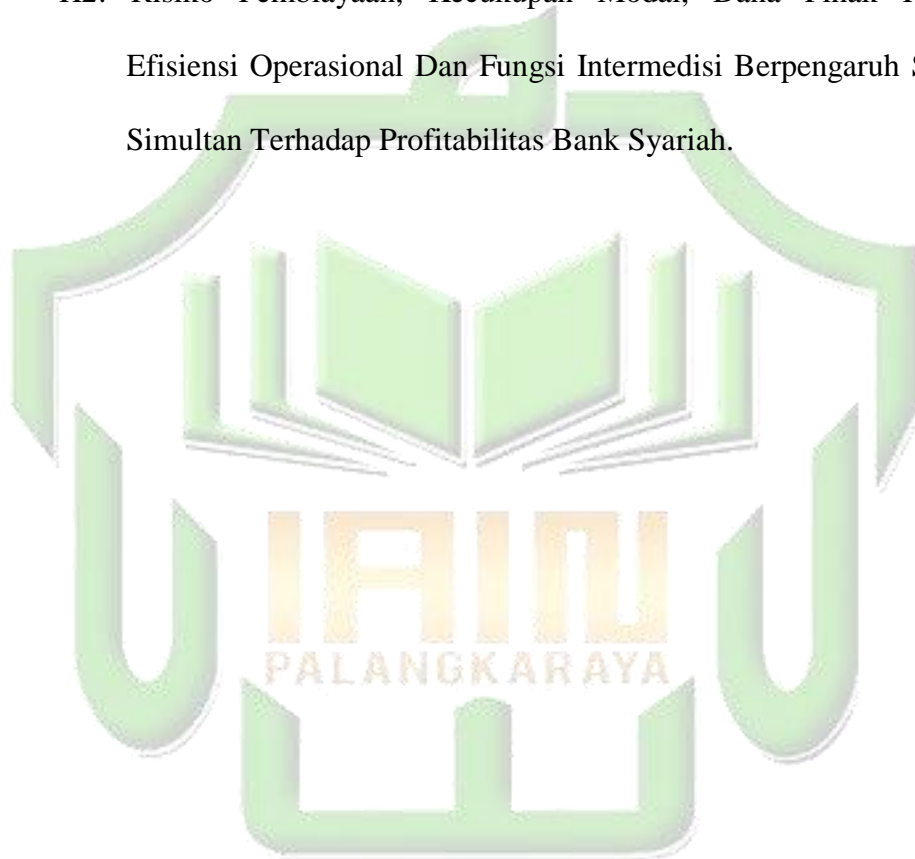 Risiko Pembiayaan, Kecukupan Modal, Dana Pihak
Efisiensi Operasional Dan Fungsi Intermedisi Berpengaruh
Simultan Terhadap Profitabilitas Bank Syariah.
IAIN
PALANGKARAYA